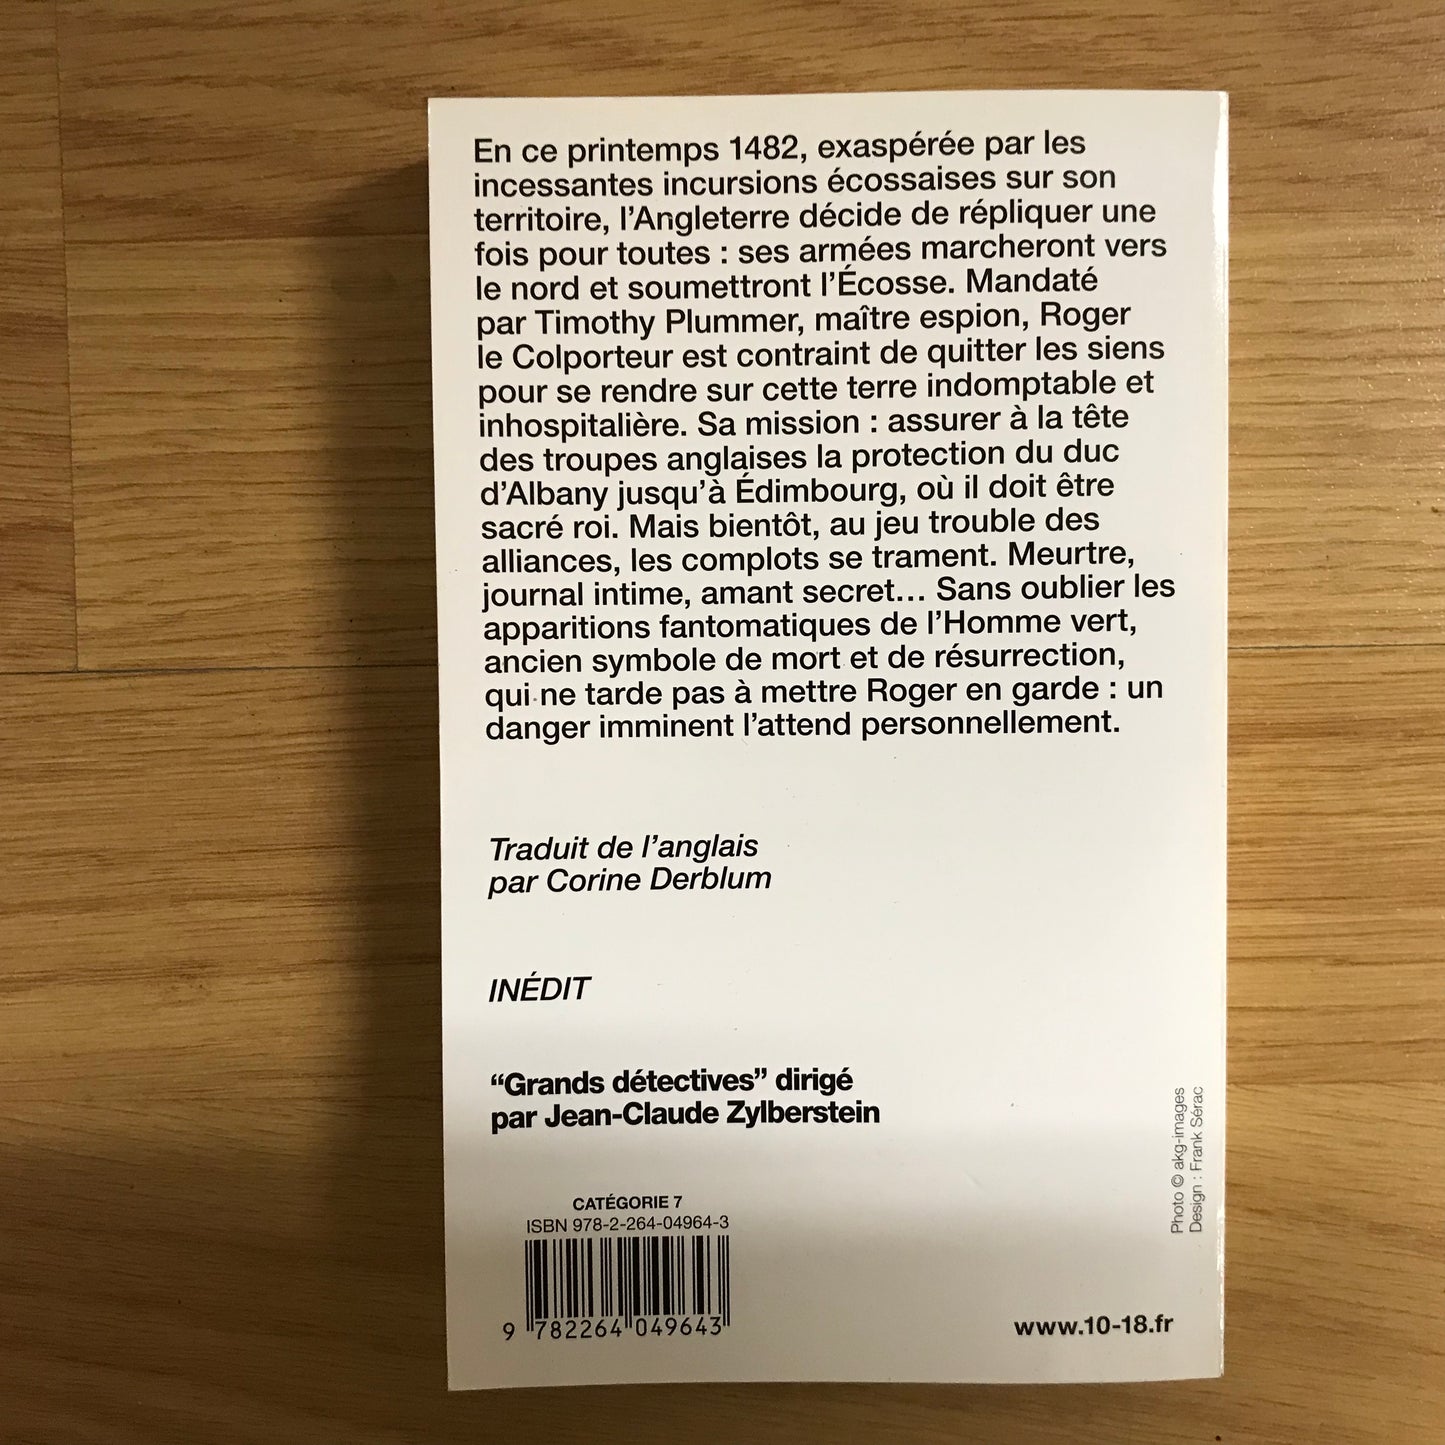 En ce printemps 1482, exaspérée par les
incessantes incursions écossaises sur son
territoire, l'Angleterre décide de répliquer une
fois pour toutes : ses armées marcheront vers
le nord et soumettront l'Écosse. Mandaté
par Timothy Plummer, maître espion, Roger
le Colporteur est contraint de quitter les siens
pour se rendre sur cette terre indomptable et
inhospitalière. Sa mission : assurer à la tête
des troupes anglaises la protection du duc
d'Albany jusqu'à Édimbourg, où il doit être
sacré roi. Mais bientôt, au jeu trouble des
alliances, les complots se trament. Meurtre,
journal intime, amant secret… Sans oublier les
apparitions fantomatiques de l'Homme vert,
ancien symbole de mort et de résurrection,
qui ne tarde pas à mettre Roger en garde : un
danger imminent l'attend personnellement.
Traduit de l'anglais
par Corine Derblum
INÉDIT
“Grands détectives” dirigé
par Jean-Claude Zylberstein
CATÉGORIE 7
ISBN 978-2-264-04964-3
9 782264 049643
www.10-18.fr
Photo © akg-images
Design : Frank Sérac